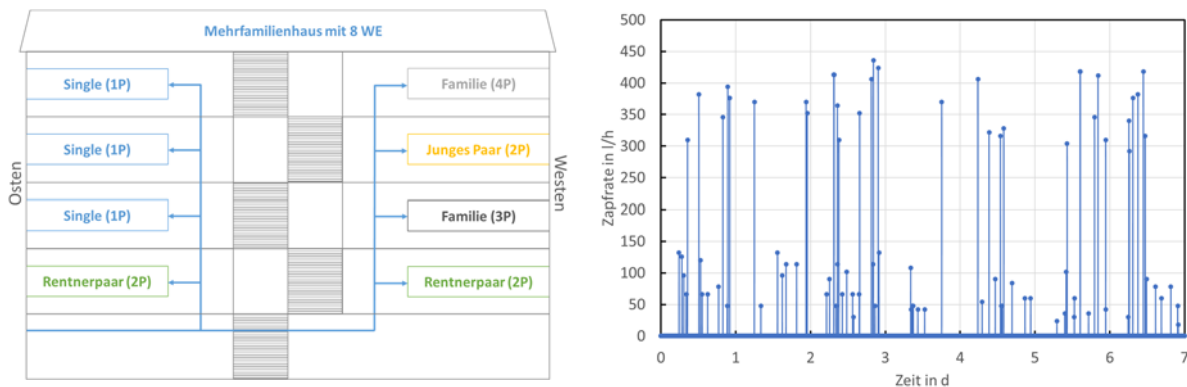 Mehrfamilienhaus mit 8 WE
Single (1P)
Familie (4P)
Single (1P)
Junges Paar (2P)
Single (1P)
Familie (3P)
Rentnerpaar (2P)
Rentnerpaar (2P)
Osten
Westen
Zapfrate in l/h
500
450
400
350
300
250
200
150
100
50
0
0 1 2 3 4 5 6 7
Zeit in d